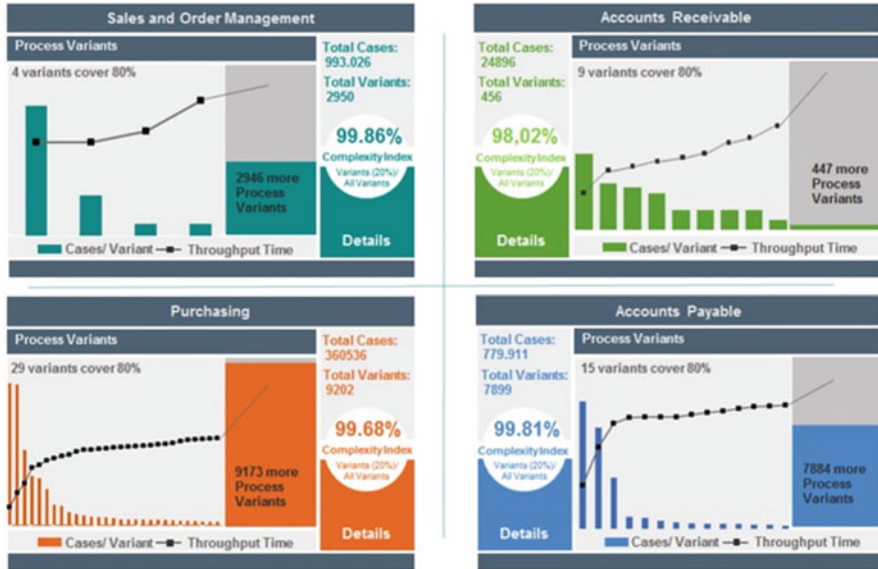 Sales and Order Management
Process Variants
4 variants cover 80%
2946 more
Process
Variants
Cases/ Variant
Throughput Time
Total Cases:
993.026
Total Variants:
2950
99.86%
Complexity Index
Variants (20%)/
All Variants
Details
Accounts Receivable
Total Cases:
24896
Total Variants:
456
98,02%
Complexity Index
Variants (20%)/
All Variants
Details
Process Variants
9 variants cover 80%
447 more
Process
Variants
Cases/ Variant
Throughput Time
Purchasing
Process Variants
29 variants cover 80%
9173 more
Process
Variants
Cases/ Variant
Throughput Time
Total Cases:
360536
Total Variants:
9202
99.68%
Complexity Index
Variants (20%)/
All Variants
Details
Accounts Payable
Total Cases:
779.911
Total Variants:
7899
99.81%
Complexity Index
Variants (20%)/
All Variants
Details
Process Variants
15 variants cover 80%
7884 more
Process
Variants
Cases/ Variant
Throughput Time